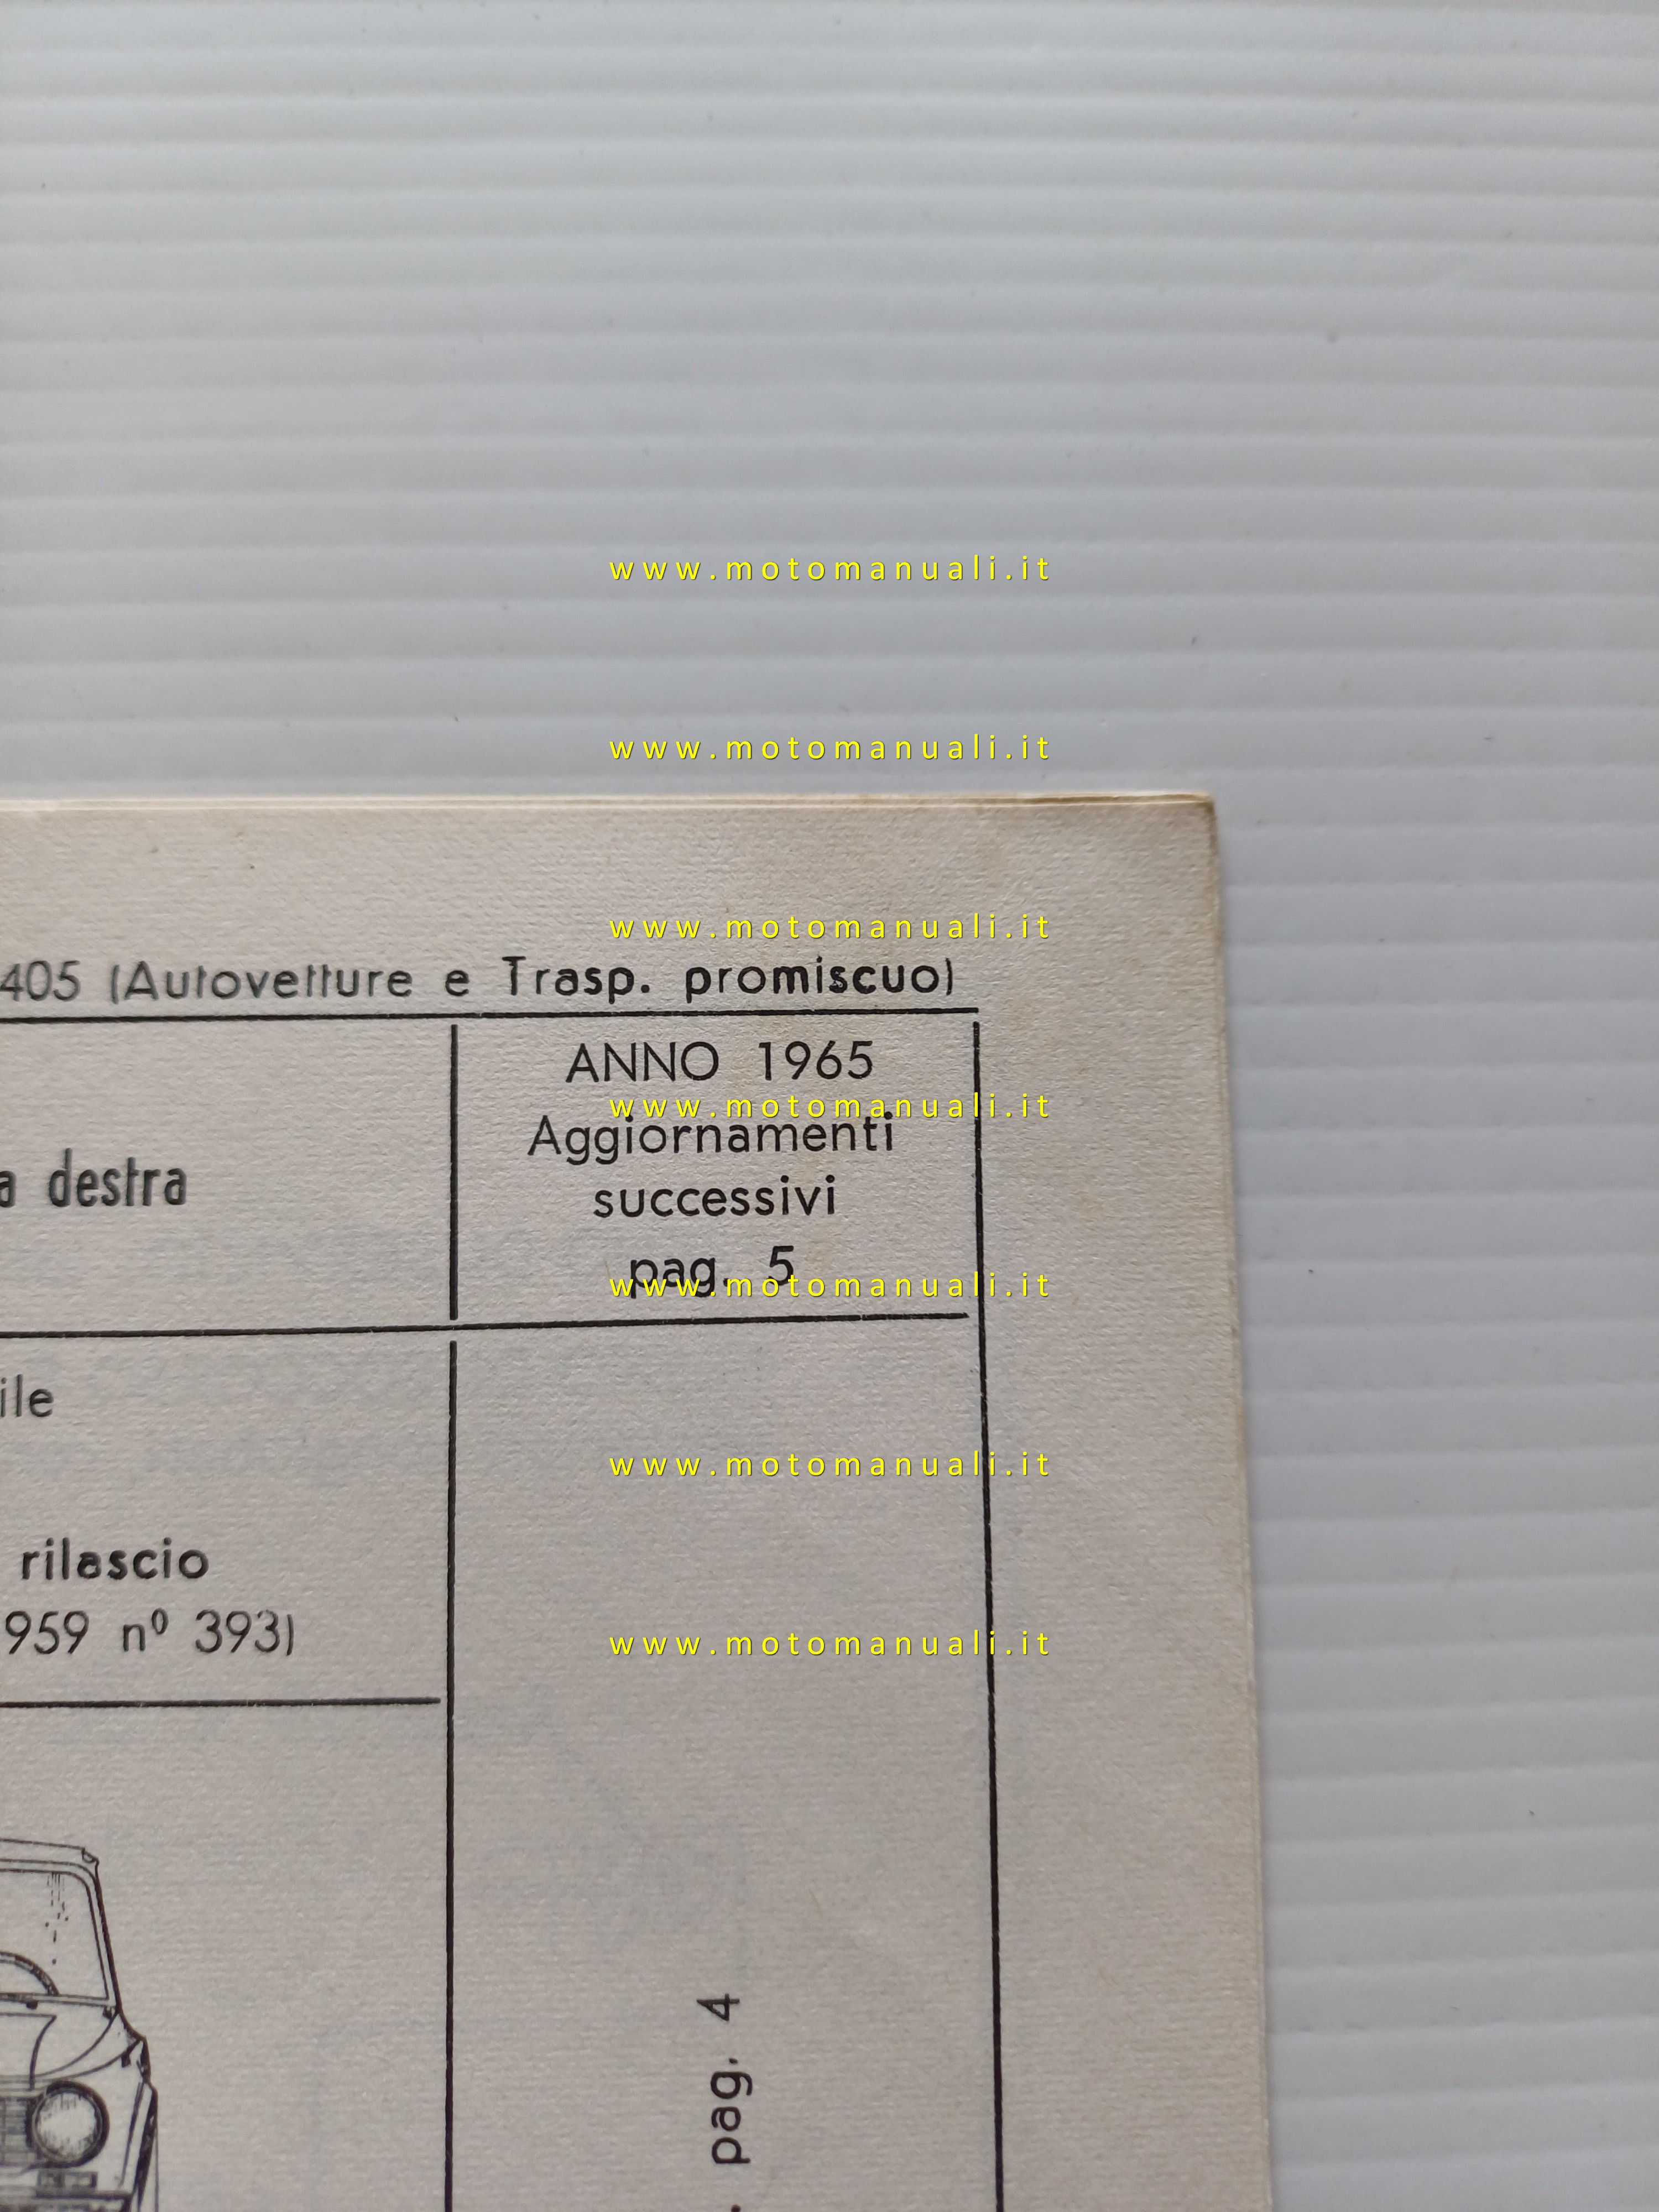 www.motomanuali.it
www.motomanuali.it
www.motomanuali.it
405 (Autovetture e Trasp. promiscuo)
ANNO 1965
www.motomanuali.it
Aggiornamenti
a destra
successivi
pag. 5
www.motomanuali.it
ile
www.motomanuali.it
rilascio
959 nº 393)
www.motomanuali.it
. pag. 4